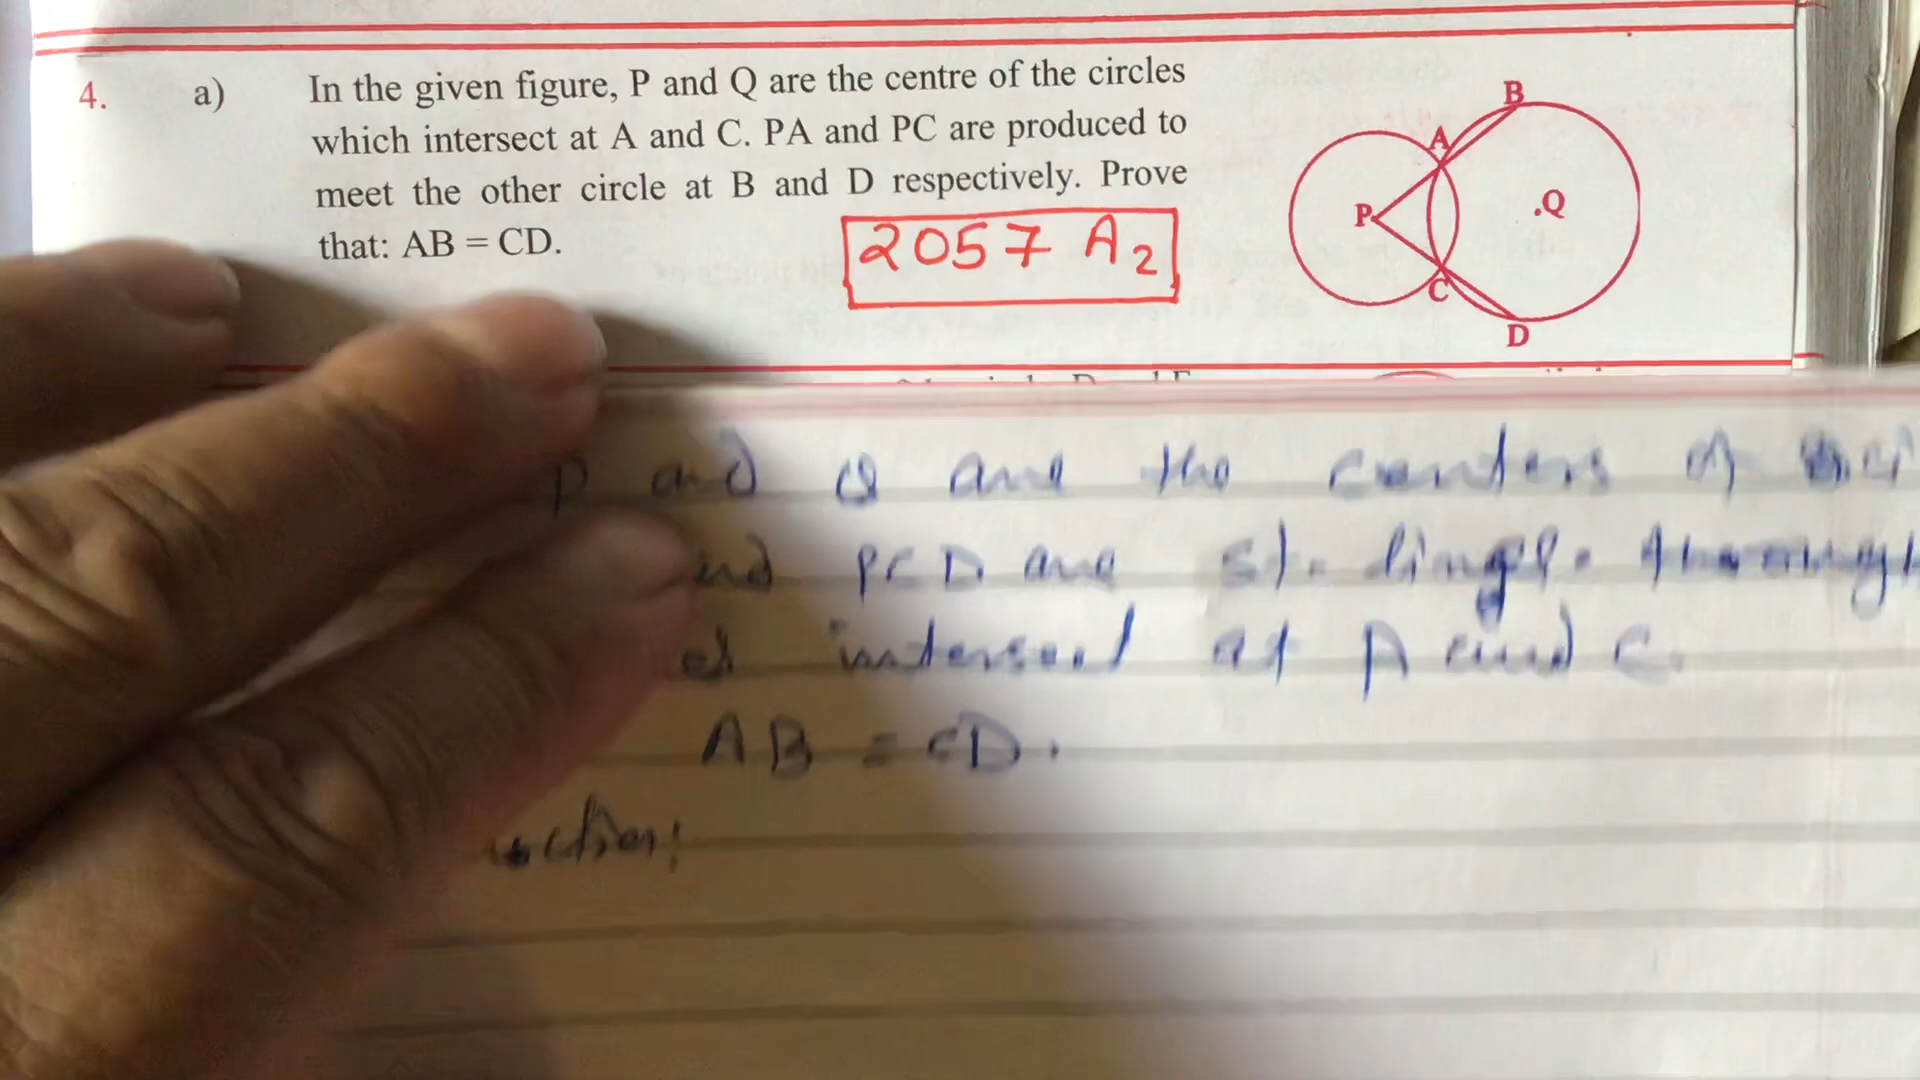 4. a) In the given figure, P and Q are the centre of the circles
which intersect at A and C. PA and PC are produced to
meet the other circle at B and D respectively. Prove
that: AB = CD.
2057 A2
B
A
P
.Q
C
D
P and Q are the centers of
PCD are st. line
intersect at A and C.
AB = CD.